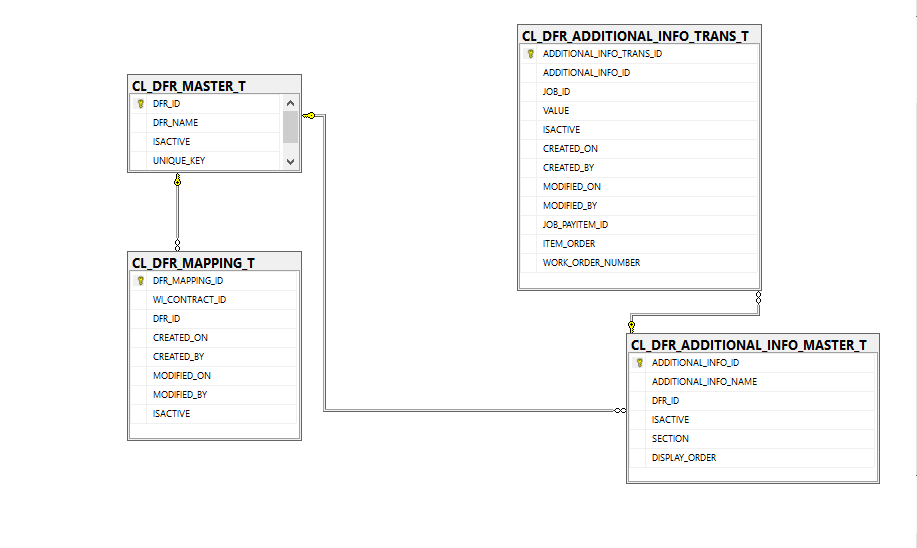 CL_DFR_MASTER_T
DFR_ID
DFR_NAME
ISACTIVE
UNIQUE_KEY
CL_DFR_MAPPING_T
DFR_MAPPING_ID
WI_CONTRACT_ID
DFR_ID
CREATED_ON
CREATED_BY
MODIFIED_ON
MODIFIED_BY
ISACTIVE
CL_DFR_ADDITIONAL_INFO_TRANS_T
ADDITIONAL_INFO_TRANS_ID
ADDITIONAL_INFO_ID
JOB_ID
VALUE
ISACTIVE
CREATED_ON
CREATED_BY
MODIFIED_ON
MODIFIED_BY
JOB_PAYITEM_ID
ITEM_ORDER
WORK_ORDER_NUMBER
CL_DFR_ADDITIONAL_INFO_MASTER_T
ADDITIONAL_INFO_ID
ADDITIONAL_INFO_NAME
DFR_ID
ISACTIVE
SECTION
DISPLAY_ORDER